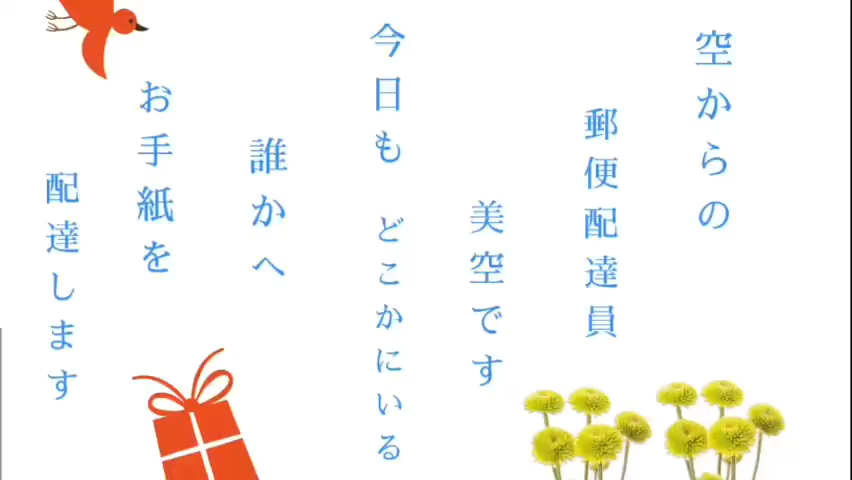 空からの
郵便配達員
美空です
今日も どこかにいる
誰かへ
お手紙を
配達します